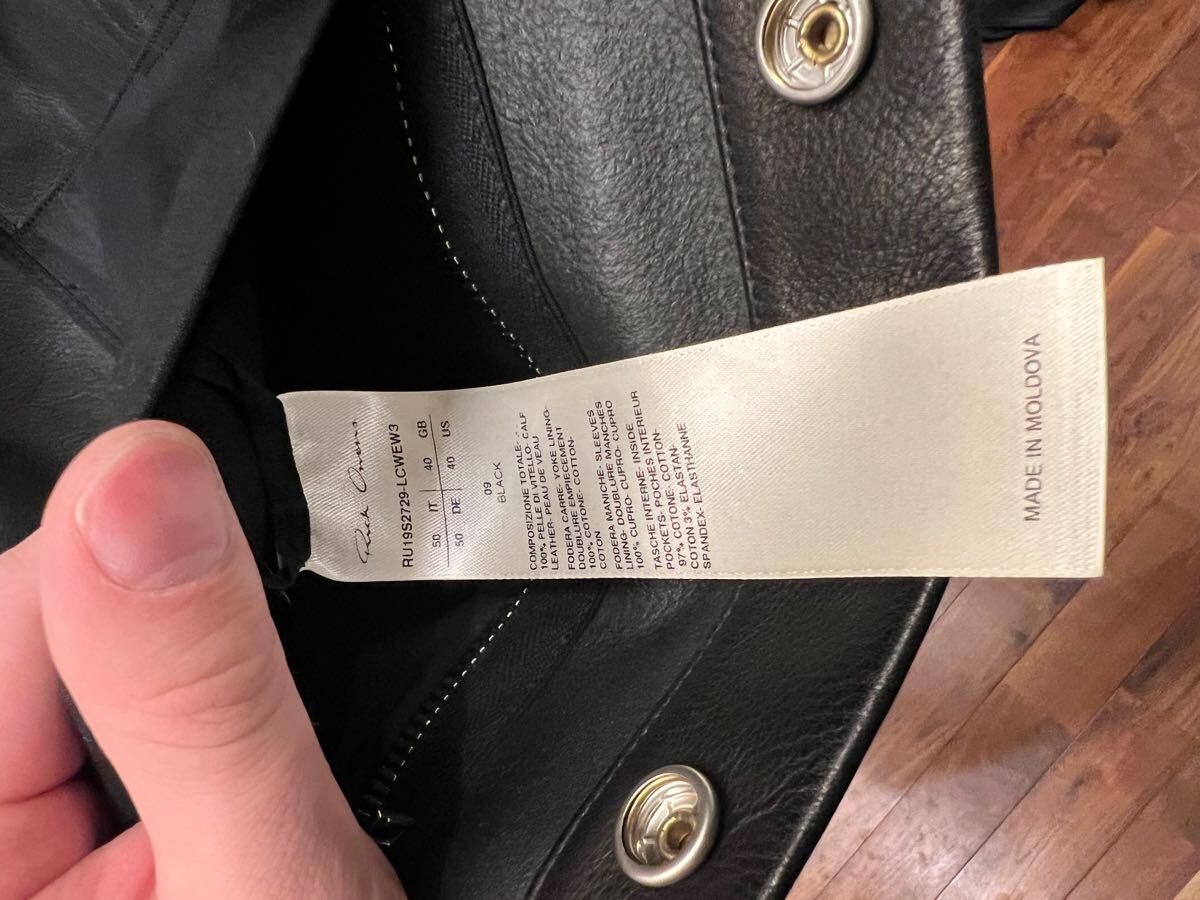 Rick Owens
RU19S2729-LCWEW3
50 IT 40 GB
50 DE 40 US
09
BLACK
COMPOSIZIONE TOTALE-
100% PELLE DI VITELLO- CALF
LEATHER- PEAU DE VEAU
FODERA CARRE- YOKE LINING-
DOUBLURE EMPIECEMENT
100% COTONE- COTTON-
COTON
FODERA MANICHE- SLEEVES
LINING- DOUBLURE MANCHES
100% CUPRO- CUPRO- CUPRO
TASCHE INTERNE- INSIDE
POCKETS- POCHES INTERIEUR
97% COTONE- COTTON-
COTON 3% ELASTAN-
SPANDEX- ELASTHANNE
MADE IN MOLDOVA